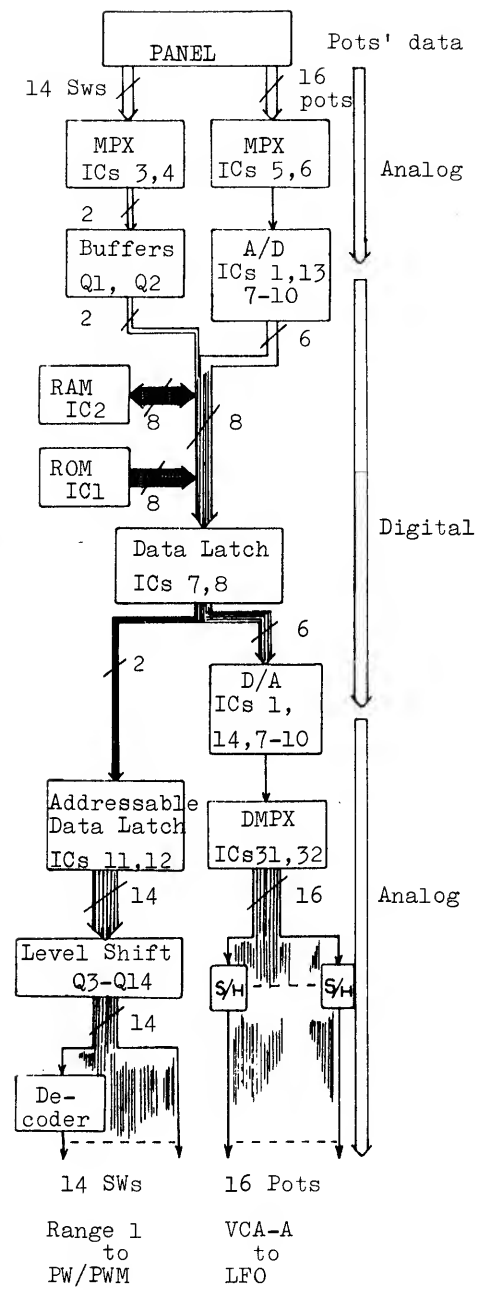 PANEL
Pots' data
14 Sws
16
pots
MPX
ICs 3,4
MPX
ICs 5,6
Analog
2
Buffers
Q1, Q2
A/D
ICs 1,13
7-10
2
6
RAM
IC2
8
8
ROM
IC1
8
Digital
Data Latch
ICs 7,8
2
6
D/A
ICs 1,
14,7-10
Addressable
Data Latch
ICs 11,12
DMPX
ICs31,32
14
16
Analog
Level Shift
Q3-Q14
S/H
S/H
14
De-
coder
14 SWs
16 Pots
Range 1
to
PW/PWM
VCA-A
to
LFO